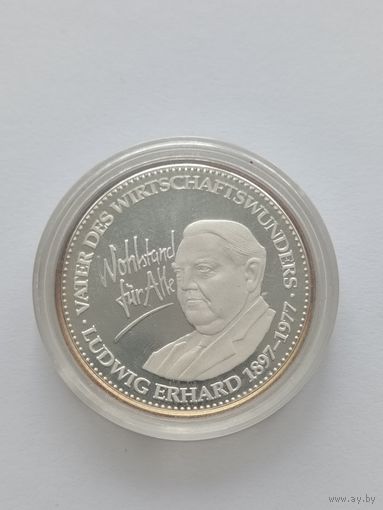 · VATER DES WIRTSCHAFTSWUNDERS ·
LUDWIG ERHARD 1897–1977
Wohlstand
für Alle
www.ay.by